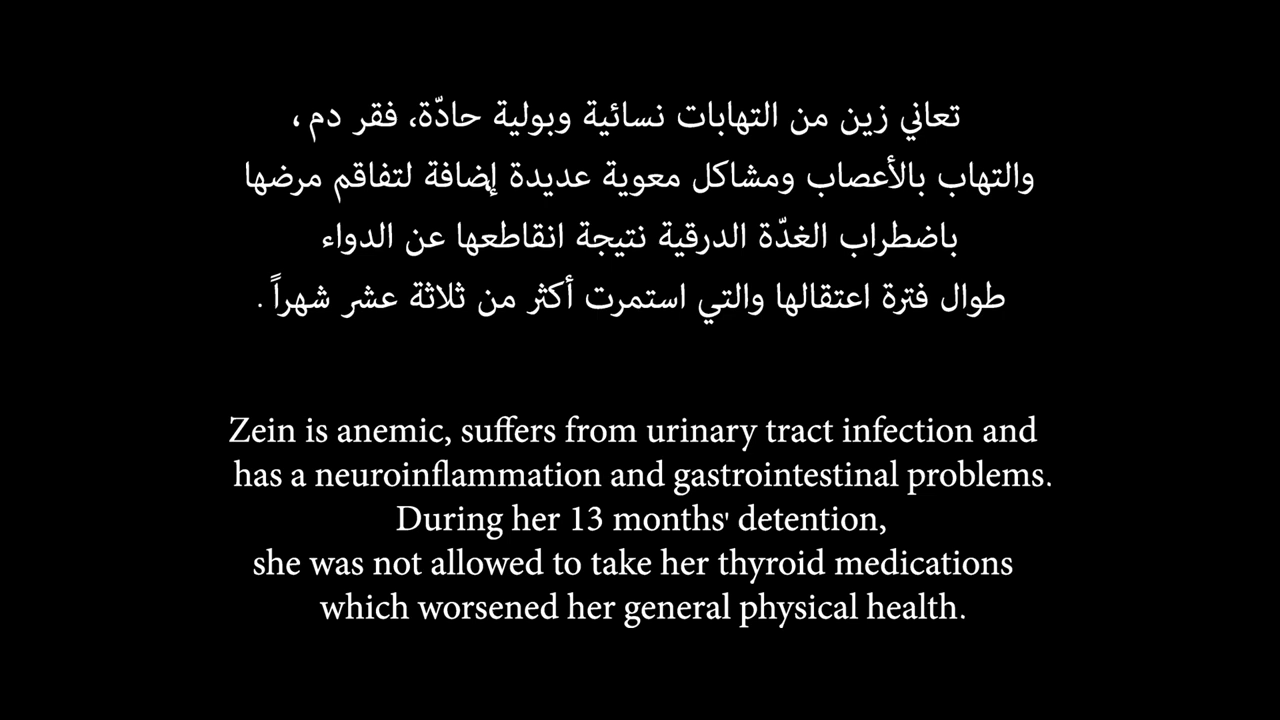 تعاني زين من التهابات نسائية وبولية حادّة، فقر دم ،
والتهاب بالأعصاب ومشاكل معوية عديدة إضافة لتفاقم مرضها
باضطراب الغدّة الدرقية نتيجة انقاطعها عن الدواء
طوال فترة اعتقالها والتي استمرت أكثر من ثلاثة عشر شهراً .
Zein is anemic, suffers from urinary tract infection and
has a neuroinflammation and gastrointestinal problems.
During her 13 months' detention,
she was not allowed to take her thyroid medications
which worsened her general physical health.